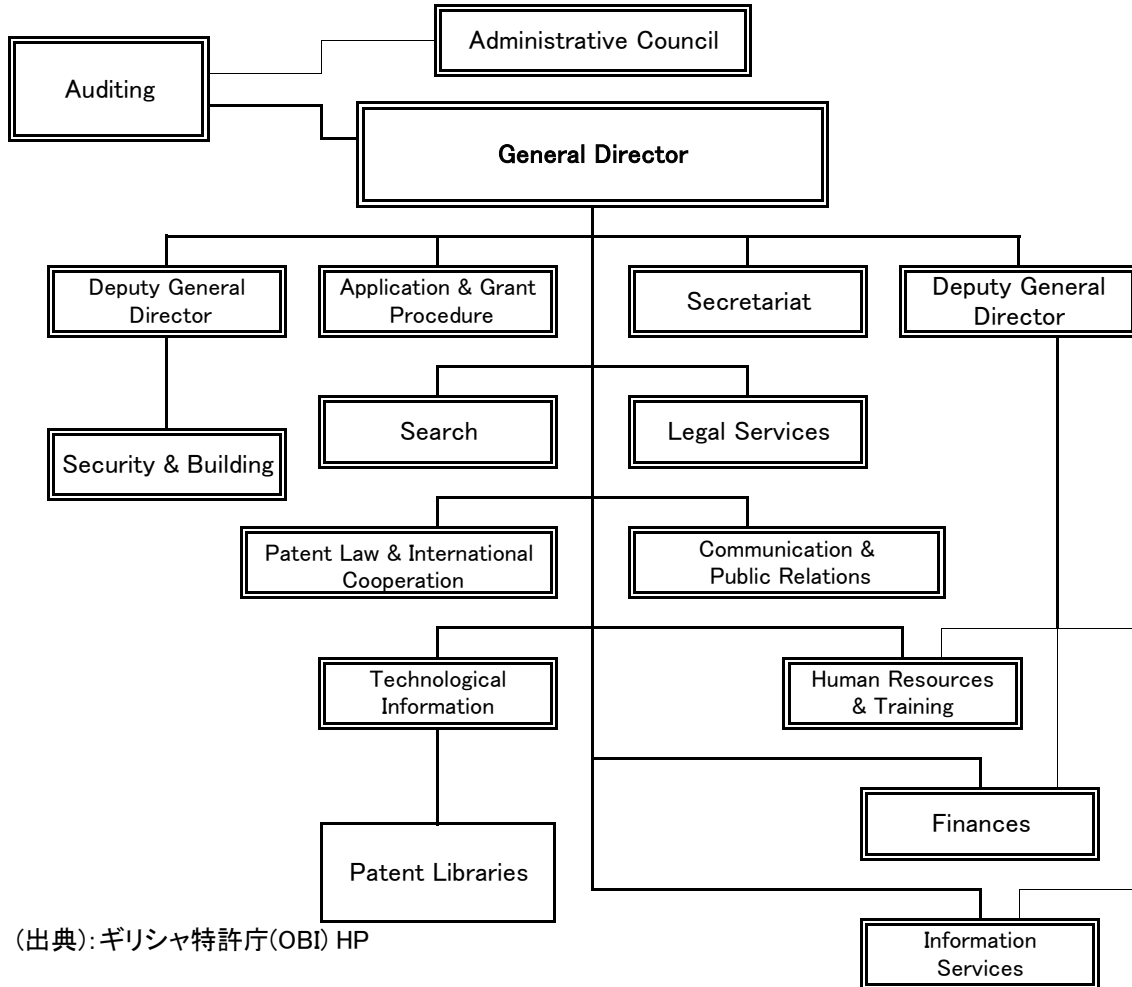 Administrative Council
Auditing
General Director
Deputy General
Director
Application & Grant
Procedure
Secretariat
Deputy General
Director
Search
Legal Services
Security & Building
Patent Law & International
Cooperation
Communication &
Public Relations
Technological
Information
Human Resources
& Training
Finances
Patent Libraries
(出典):ギリシャ特許庁(OBI) HP
Information
Services